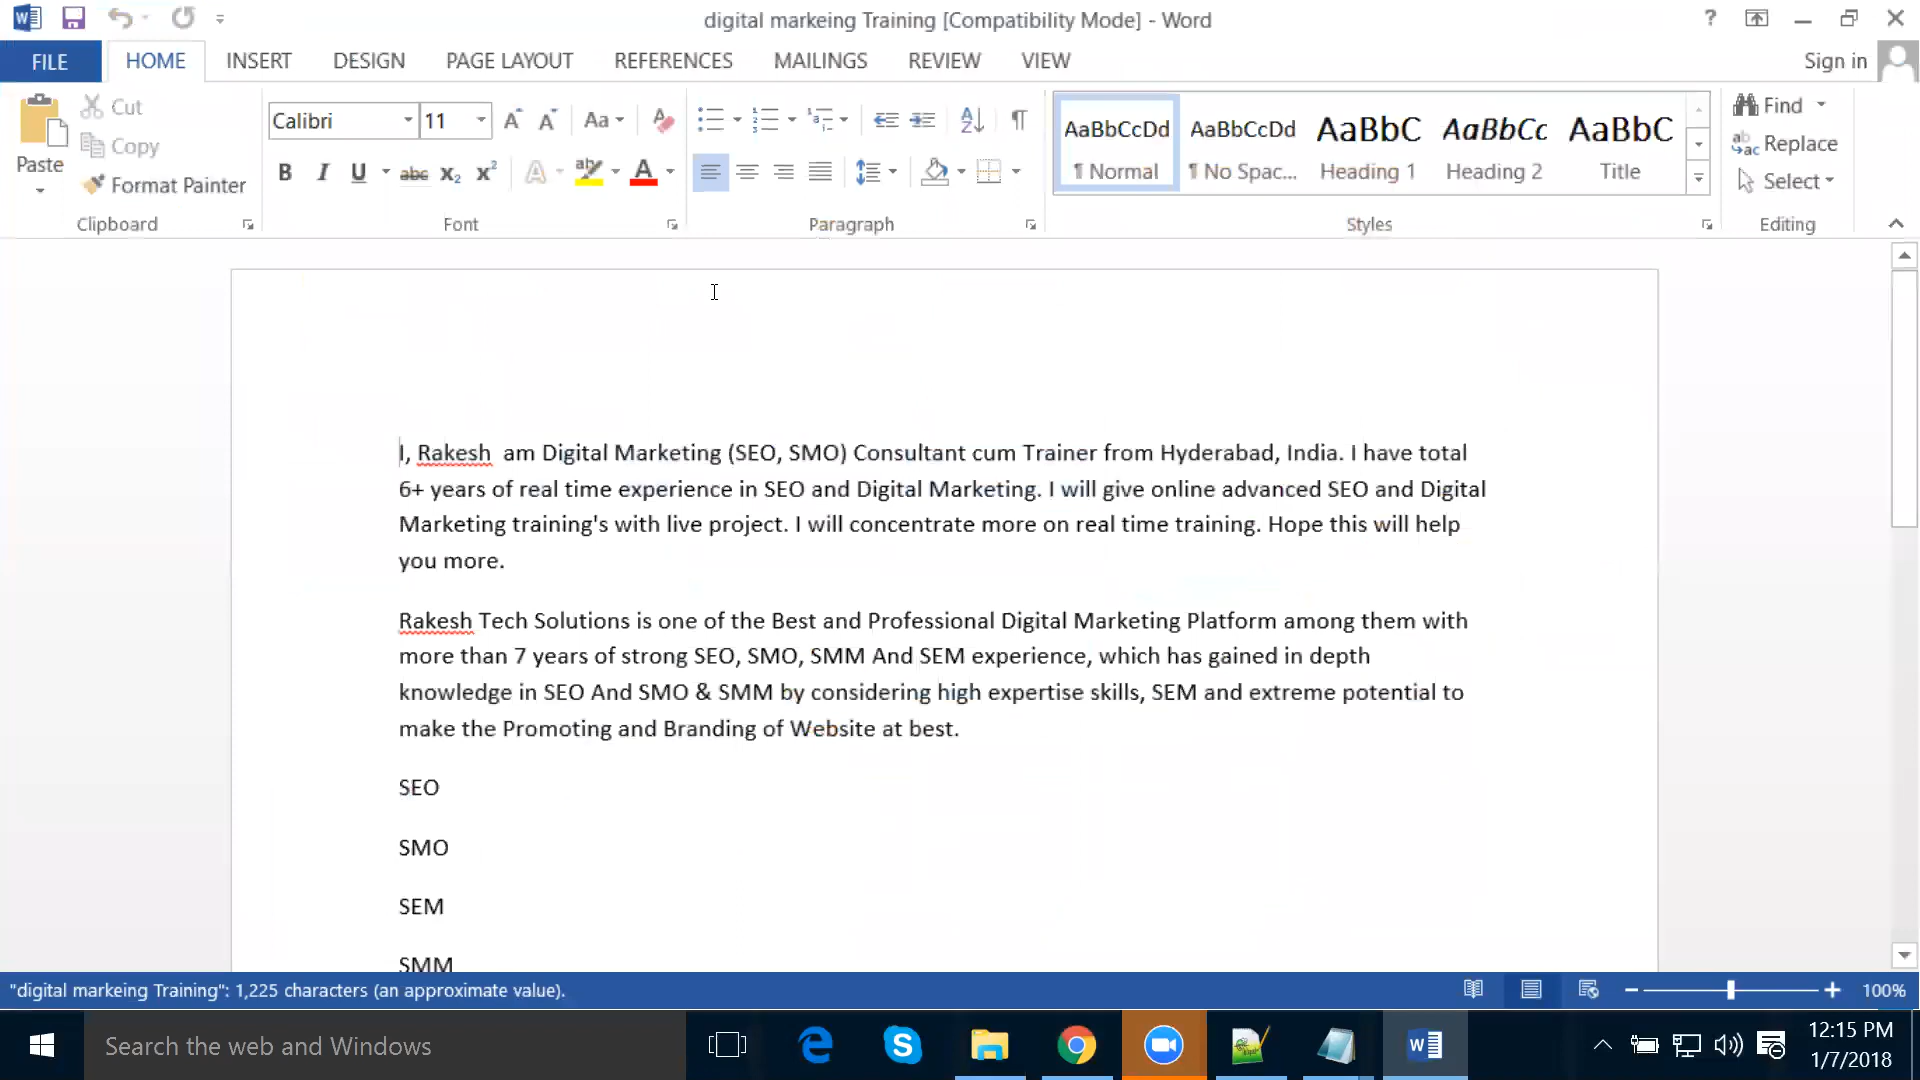 digital markeing Training [Compatibility Mode] - Word
FILE HOME INSERT DESIGN PAGE LAYOUT REFERENCES MAILINGS REVIEW VIEW Sign in
Paste
Cut
Copy
Format Painter
Clipboard
Calibri 11
Font
Paragraph
AaBbCcDd AaBbCcDd AaBbC AaBbCc AaBbC
¶ Normal ¶ No Spac... Heading 1 Heading 2 Title
Styles
Find
Replace
Select
Editing
I, Rakesh  am Digital Marketing (SEO, SMO) Consultant cum Trainer from Hyderabad, India. I have total
6+ years of real time experience in SEO and Digital Marketing. I will give online advanced SEO and Digital
Marketing training's with live project. I will concentrate more on real time training. Hope this will help
you more.
Rakesh Tech Solutions is one of the Best and Professional Digital Marketing Platform among them with
more than 7 years of strong SEO, SMO, SMM And SEM experience, which has gained in depth
knowledge in SEO And SMO & SMM by considering high expertise skills, SEM and extreme potential to
make the Promoting and Branding of Website at best.
SEO
SMO
SEM
SMM
"digital markeing Training": 1,225 characters (an approximate value).
100%
Search the web and Windows
12:15 PM
1/7/2018